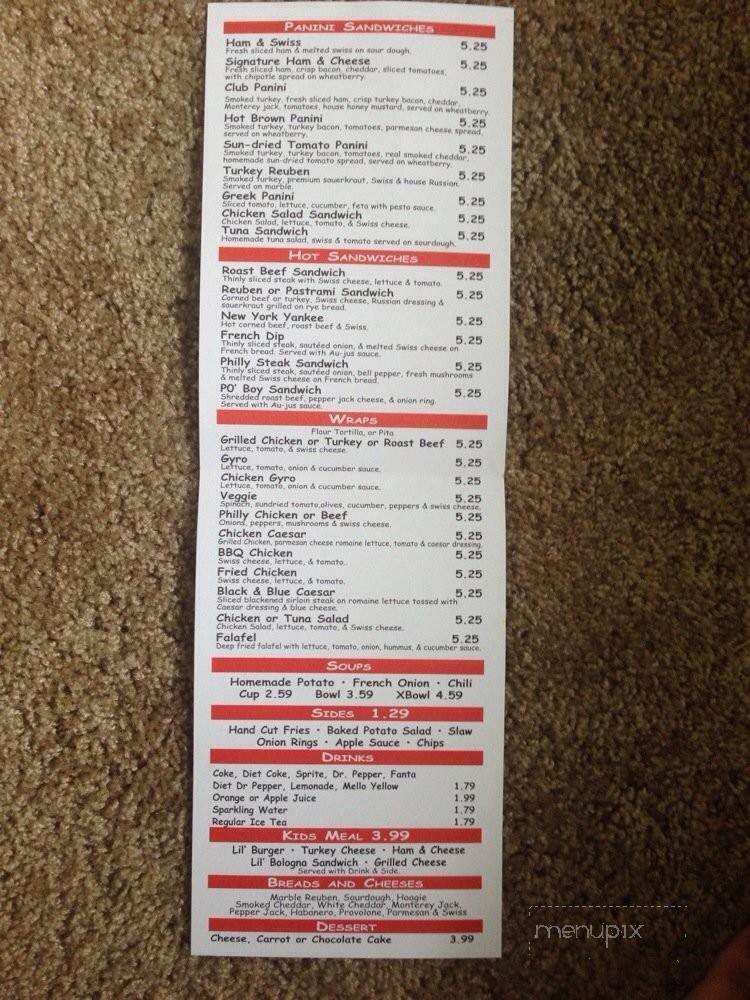 PANINI SANDWICHES
Ham & Swiss 5.25
Fresh sliced ham & melted swiss on sour dough.
Signature Ham & Cheese 5.25
Fresh sliced ham, crisp bacon, cheddar, sliced tomatoes,
with chipotle spread on wheatberry.
Club Panini 5.25
Smoked turkey, fresh sliced ham, crisp turkey bacon, cheddar,
Monterey jack, tomatoes, house honey mustard, served on wheatberry
Hot Brown Panini 5.25
Smoked turkey, turkey bacon, tomatoes, parmesan cheese spread,
served on wheatberry.
Sun-dried Tomato Panini 5.25
Smoked turkey, turkey bacon, tomatoes, real smoked cheddar,
homemade sun-dried tomato spread, served on wheatberry.
Turkey Reuben 5.25
Smoked turkey, premium sauerkraut, Swiss & house Russian.
Served on marble.
Greek Panini 5.25
Sliced tomato, lettuce, cucumber, feta with pesto sauce.
Chicken Salad Sandwich 5.25
Chicken Salad, lettuce, tomato, & Swiss cheese.
Tuna Sandwich 5.25
Homemade tuna salad, swiss & tomato served on sourdough.
HOT SANDWICHES
Roast Beef Sandwich 5.25
Thinly sliced steak with Swiss cheese, lettuce & tomato.
Reuben or Pastrami Sandwich 5.25
Corned beef or turkey, Swiss cheese, Russian dressing &
sauerkraut grilled on rye bread.
New York Yankee 5.25
Hot corned beef, roast beef & Swiss.
French Dip 5.25
Thinly sliced steak, sautéed onion, & melted Swiss cheese on
French bread. Served with Au-jus sauce.
Philly Steak Sandwich 5.25
Thinly sliced steak, sautéed onion, bell pepper, fresh mushrooms
& melted Swiss cheese on French bread.
PO' Boy Sandwich 5.25
Shredded roast beef, pepper jack cheese, & onion ring.
Served with Au-jus sauce.
WRAPS
Flour Tortilla, or Pita
Grilled Chicken or Turkey or Roast Beef 5.25
Lettuce, tomato, & swiss cheese.
Gyro 5.25
Lettuce, tomato, onion & cucumber sauce.
Chicken Gyro 5.25
Lettuce, tomato, onion & cucumber sauce.
Veggie 5.25
Spinach, sundried tomato,olives, cucumber, peppers & swiss cheese.
Philly Chicken or Beef 5.25
Onions, peppers, mushrooms & swiss cheese.
Chicken Caesar 5.25
Grilled Chicken, parmesan cheese romaine lettuce, tomato & caesar dressing.
BBQ Chicken 5.25
Swiss cheese, lettuce, & tomato..
Fried Chicken 5.25
Swiss cheese, lettuce, & tomato.
Black & Blue Caesar 5.25
Sliced blackened sirloin steak on romaine lettuce tossed with
Caesar dressing & blue cheese.
Chicken or Tuna Salad 5.25
Chicken Salad, lettuce, tomato, & Swiss cheese.
Falafel 5.25
Deep fried falafel with lettuce, tomato, onion, hummus, & cucumber sauce.
SOUPS
Homemade Potato • French Onion • Chili
Cup 2.59 Bowl 3.59 XBowl 4.59
SIDES 1.29
Hand Cut Fries • Baked Potato Salad • Slaw
Onion Rings • Apple Sauce • Chips
DRINKS
Coke, Diet Coke, Sprite, Dr. Pepper, Fanta
Diet Dr Pepper, Lemonade, Mello Yellow 1.79
Orange or Apple Juice 1.99
Sparkling Water 1.79
Regular Ice Tea 1.79
KIDS MEAL 3.99
Lil' Burger • Turkey Cheese • Ham & Cheese
Lil' Bologna Sandwich • Grilled Cheese
Served with Drink & Side.
BREADS AND CHEESES
Marble Reuben, Sourdough, Hoagie
Smoked Cheddar, White Cheddar, Monterey Jack,
Pepper Jack, Habanero, Provolone, Parmesan & Swiss
DESSERT
Cheese, Carrot or Chocolate Cake 3.99
menupix